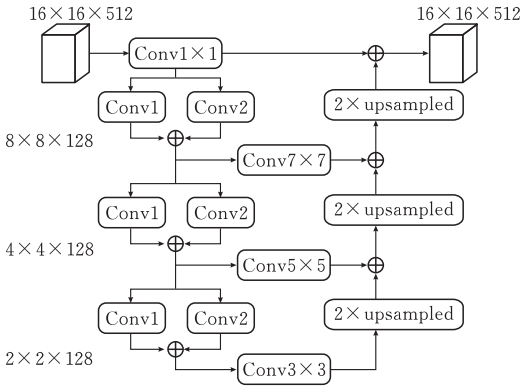 16×16×512
16×16×512
Conv1×1
Conv1
Conv2
2×upsampled
8×8×128
Conv7×7
Conv1
Conv2
2×upsampled
4×4×128
Conv5×5
Conv1
Conv2
2×upsampled
2×2×128
Conv3×3